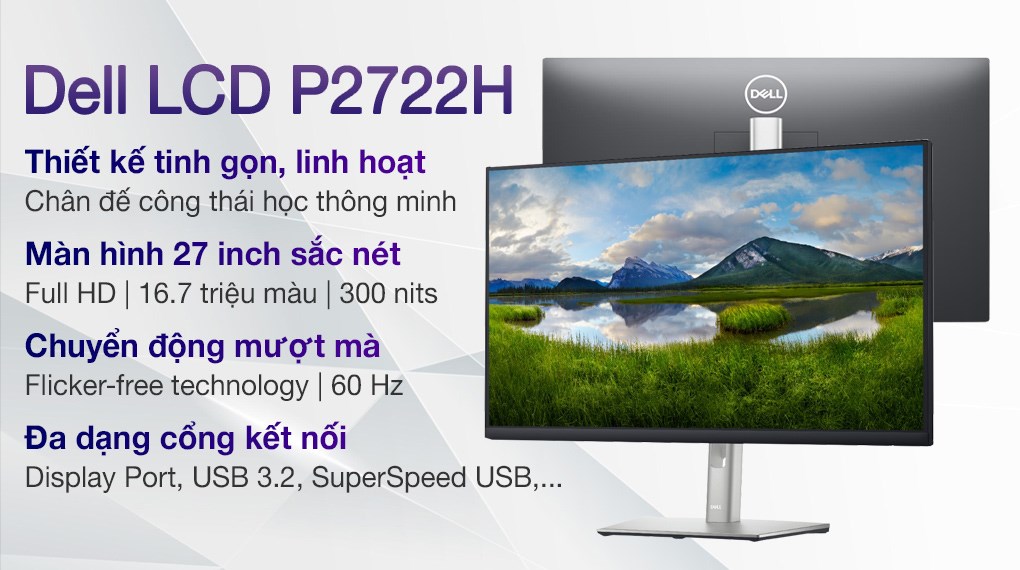 Dell LCD P2722H
Thiết kế tinh gọn, linh hoạt
Chân đế công thái học thông minh
Màn hình 27 inch sắc nét
Full HD | 16.7 triệu màu | 300 nits
Chuyển động mượt mà
Flicker-free technology | 60 Hz
Đa dạng cổng kết nối
Display Port, USB 3.2, SuperSpeed USB,...
DELL
DELL